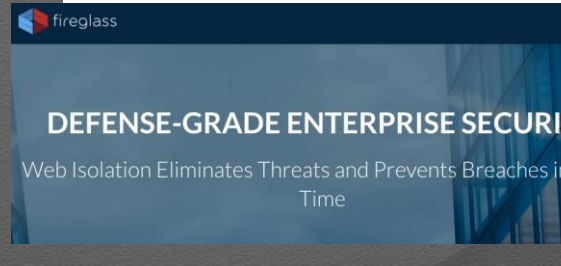 fireglass
DEFENSE-GRADE ENTERPRISE SECURI
Web Isolation Eliminates Threats and Prevents Breaches i
Time